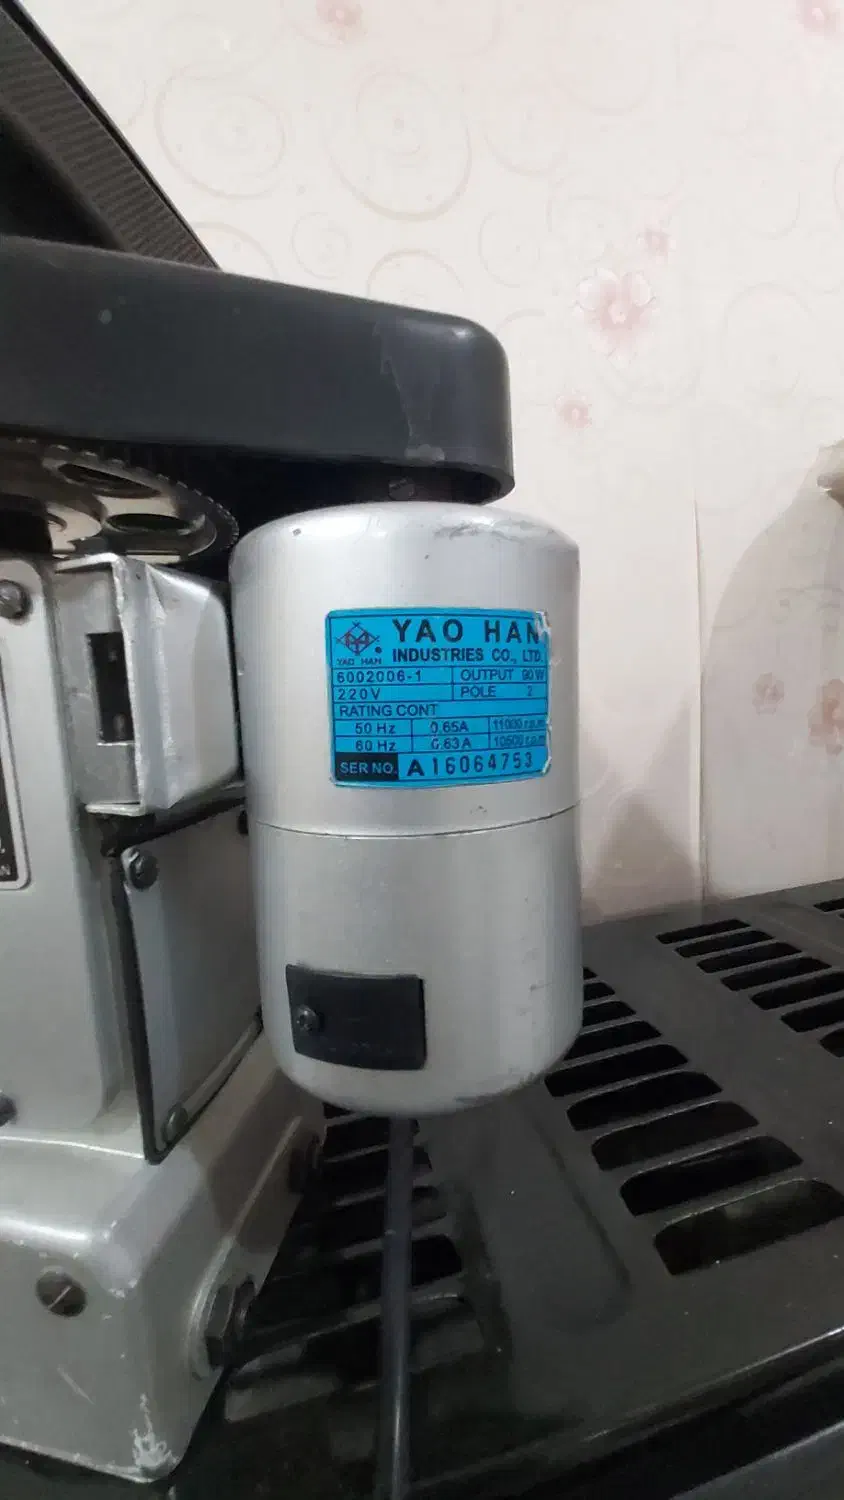 YAO HAN
INDUSTRIES CO., LTD.
YAO HAN
6002006-1 OUTPUT 90 W
220V POLE 2
RATING CONT
50 Hz 0.65A 11000 r.p.m
60 Hz 0.63A 10500 r.p.m
SER NO. A16064753